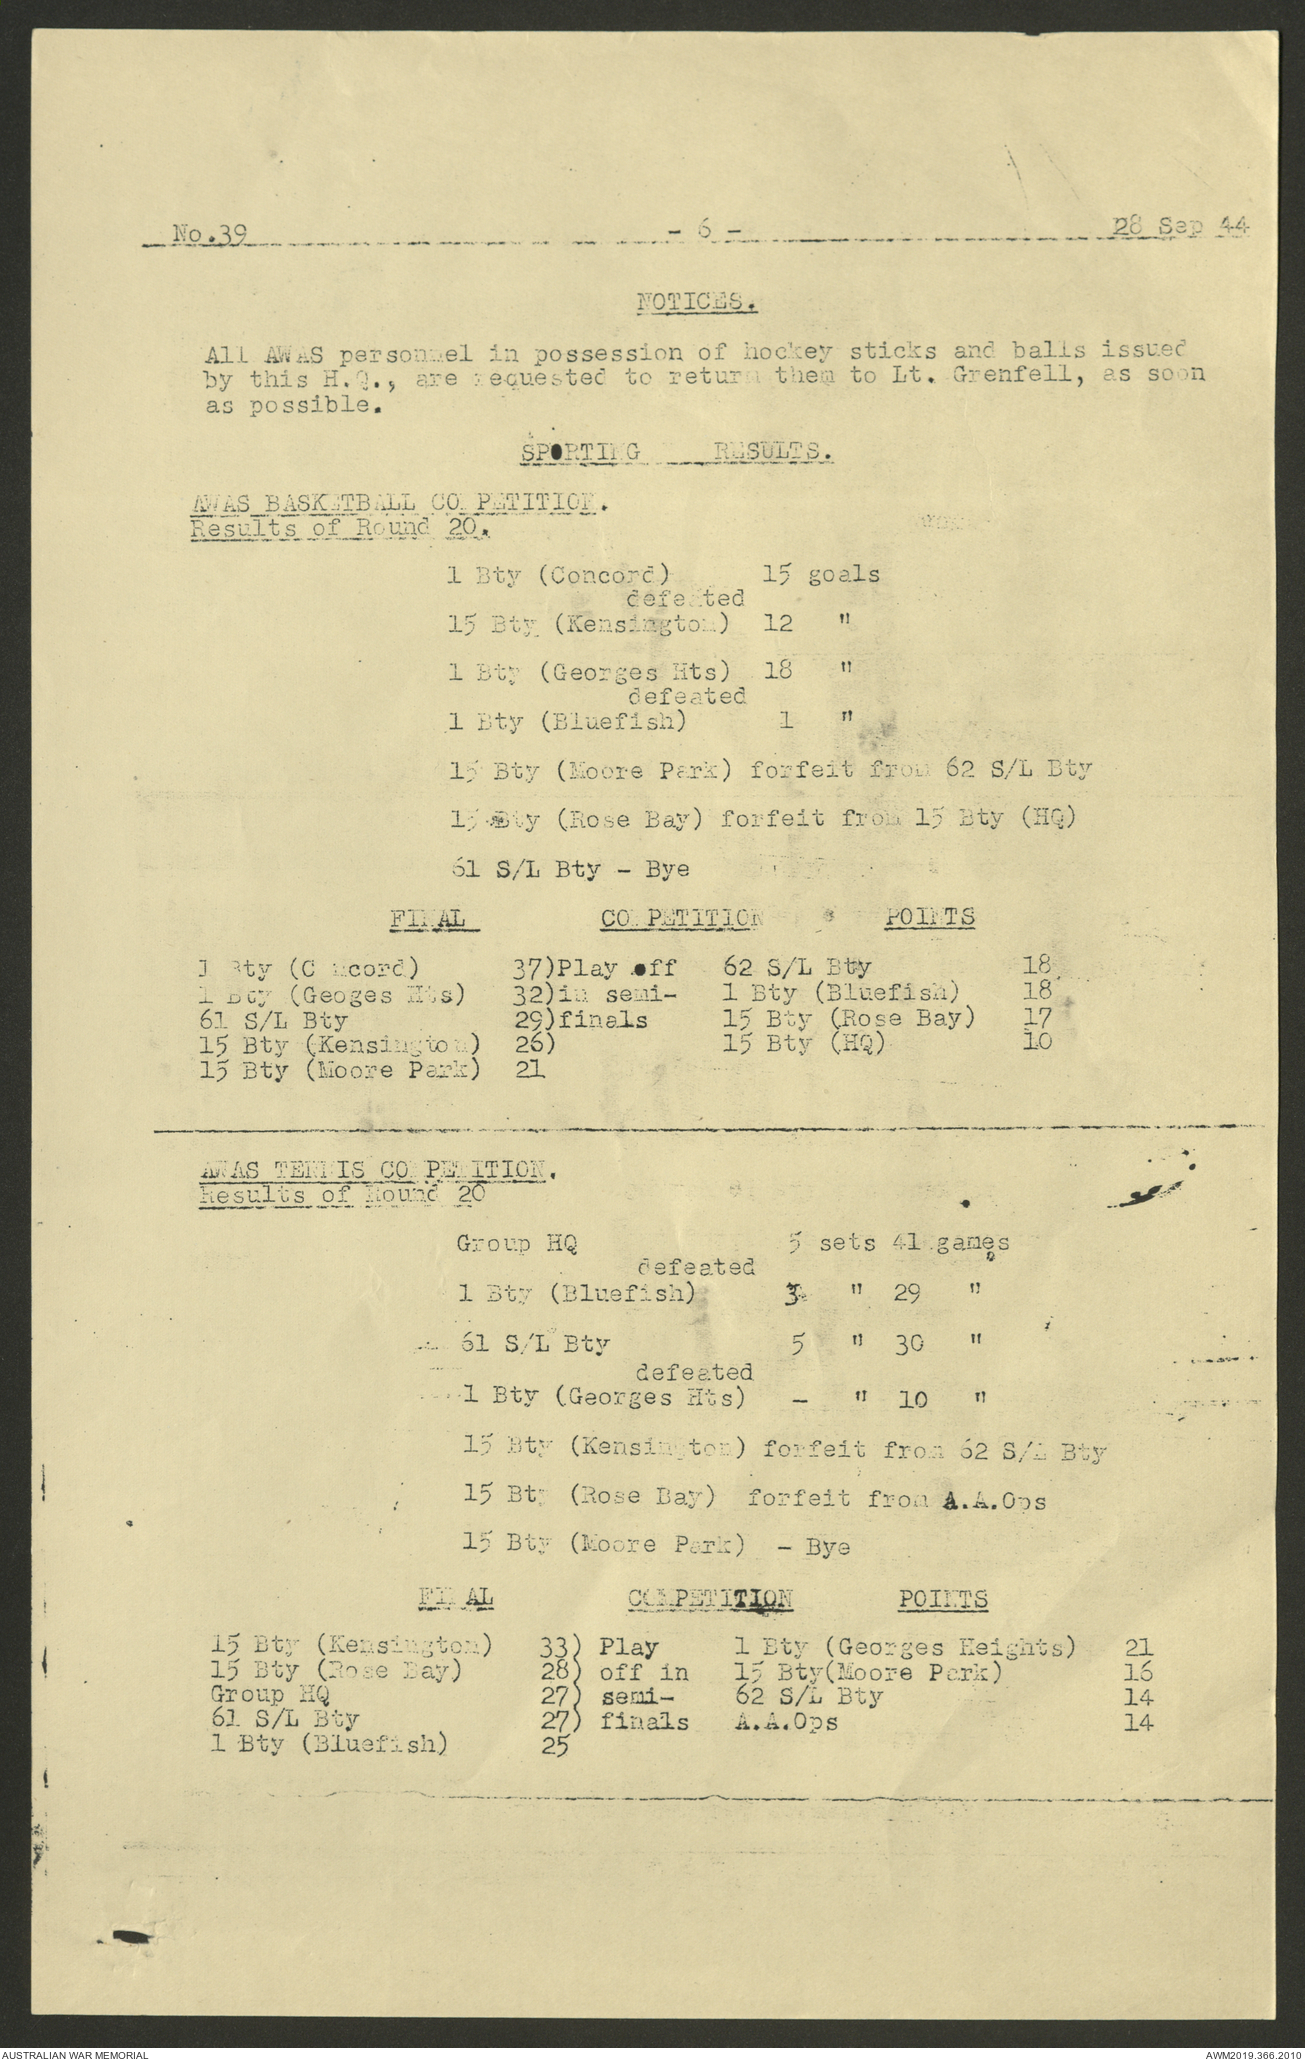 No.39 - 6 - 28 Sep 44
NOTICES.
All AWAS personnel in possession of hockey sticks and balls issued
by this H.Q., are requested to return them to Lt. Grenfell, as soon
as possible.
SPORTING RESULTS.
AWAS BASKETBALL COMPETITION.
Results of Round 20.
1 Bty (Concord) 15 goals
defeated
15 Bty (Kensington) 12 "
1 Bty (Georges Hts) 18 "
defeated
1 Bty (Bluefish) 1 "
15 Bty (Moore Park) forfeit from 62 S/L Bty
15 Bty (Rose Bay) forfeit from 15 Bty (HQ)
61 S/L Bty - Bye
FINAL COMPETITION POINTS
1 Bty (Concord) 37)Play off 62 S/L Bty 18
1 Bty (Geoges Hts) 32)in semi- 1 Bty (Bluefish) 18
61 S/L Bty 29)finals 15 Bty (Rose Bay) 17
15 Bty (Kensington) 26) 15 Bty (HQ) 10
15 Bty (Moore Park) 21
AWAS TENNIS COMPETITION.
Results of Round 20
Group HQ 5 sets 41 games
defeated
1 Bty (Bluefish) 3 " 29 "
61 S/L Bty 5 " 30 "
defeated
1 Bty (Georges Hts) - " 10 "
15 Bty (Kensington) forfeit from 62 S/L Bty
15 Bty (Rose Bay) forfeit from A.A.Ops
15 Bty (Moore Park) - Bye
FINAL COMPETITION POINTS
15 Bty (Kensington) 33) Play 1 Bty (Georges Heights) 21
15 Bty (Rose Bay) 28) off in 15 Bty(Moore Park) 16
Group HQ 27) semi- 62 S/L Bty 14
61 S/L Bty 27) finals A.A.Ops 14
1 Bty (Bluefish) 25
AUSTRALIAN WAR MEMORIAL AWM2019.366.2010